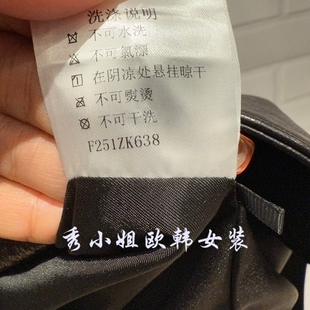 洗涤说明
不可水洗
不可氯漂
在阴凉处悬挂晾干
不可熨烫
不可干洗
F251ZK638
秀小姐欧韩女装